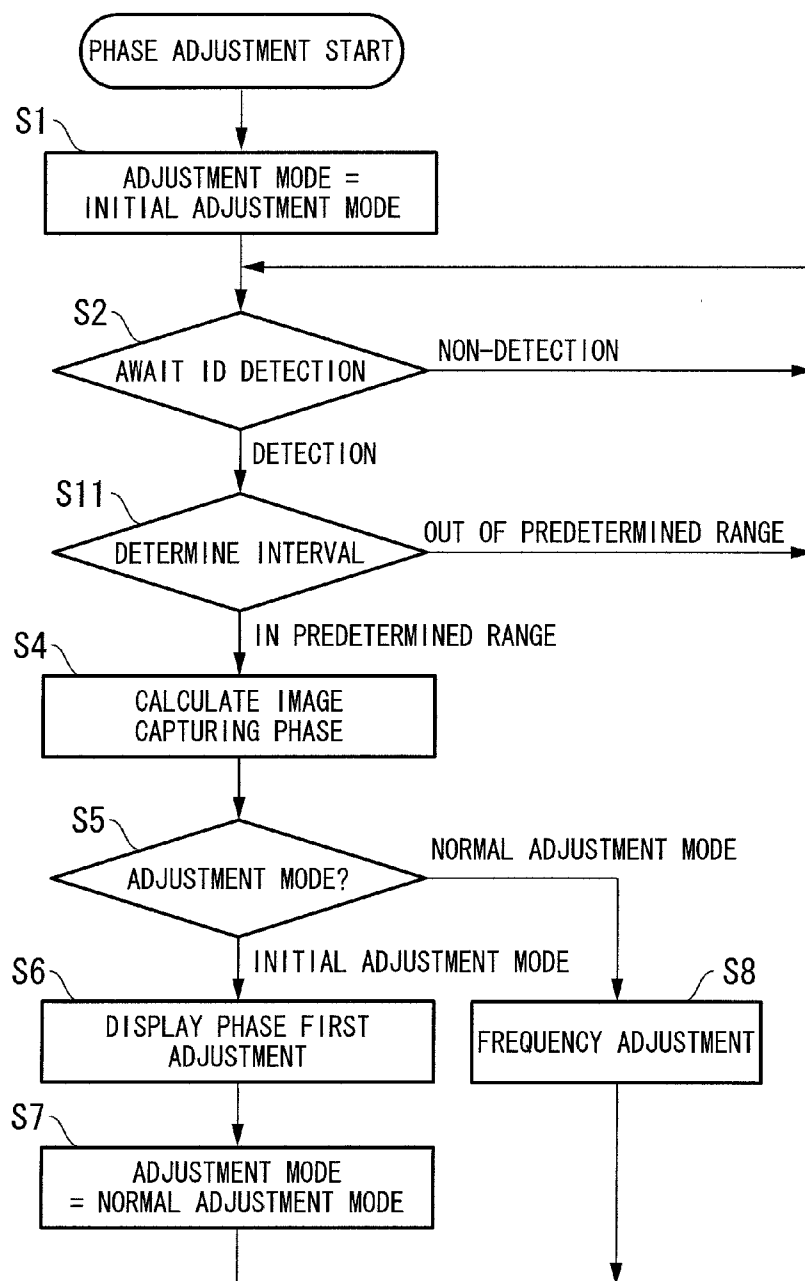 PHASE ADJUSTMENT START
S1
ADJUSTMENT MODE =
INITIAL ADJUSTMENT MODE
S2
AWAIT ID DETECTION
NON-DETECTION
DETECTION
S11
DETERMINE INTERVAL
OUT OF PREDETERMINED RANGE
IN PREDETERMINED RANGE
S4
CALCULATE IMAGE
CAPTURING PHASE
S5
ADJUSTMENT MODE?
NORMAL ADJUSTMENT MODE
INITIAL ADJUSTMENT MODE
S6
DISPLAY PHASE FIRST
ADJUSTMENT
S8
FREQUENCY ADJUSTMENT
S7
ADJUSTMENT MODE
= NORMAL ADJUSTMENT MODE